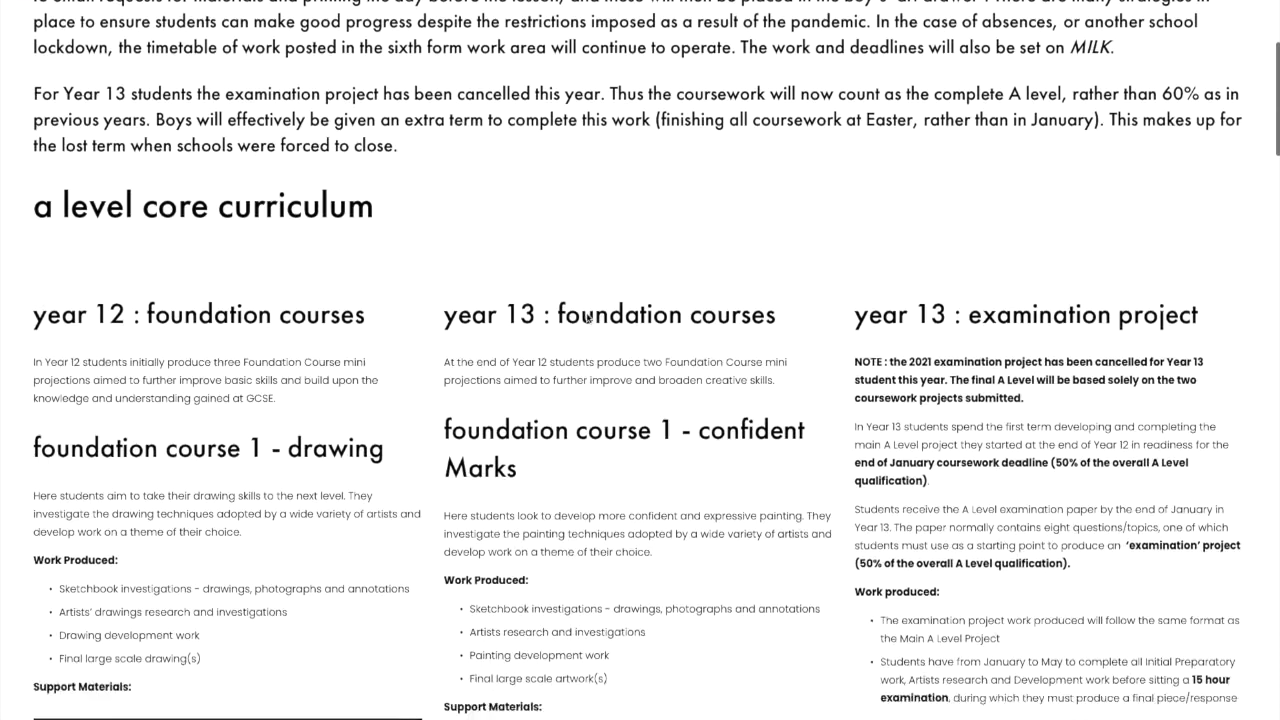 place to ensure students can make good progress despite the restrictions imposed as a result of the pandemic. In the case of absences, or another school
lockdown, the timetable of work posted in the sixth form work area will continue to operate. The work and deadlines will also be set on MILK.
For Year 13 students the examination project has been cancelled this year. Thus the coursework will now count as the complete A level, rather than 60% as in
previous years. Boys will effectively be given an extra term to complete this work (finishing all coursework at Easter, rather than in January). This makes up for
the lost term when schools were forced to close.
a level core curriculum
year 12 : foundation courses
In Year 12 students initially produce three Foundation Course mini
projections aimed to further improve basic skills and build upon the
knowledge and understanding gained at GCSE.
foundation course 1 - drawing
Here students aim to take their drawing skills to the next level. They
investigate the drawing techniques adopted by a wide variety of artists and
develop work on a theme of their choice.
Work Produced:
• Sketchbook investigations - drawings, photographs and annotations
• Artists' drawings research and investigations
• Drawing development work
• Final large scale drawing(s)
Support Materials:
year 13 : foundation courses
At the end of Year 12 students produce two Foundation Course mini
projections aimed to further improve and broaden creative skills.
foundation course 1 - confident
Marks
Here students look to develop more confident and expressive painting. They
investigate the painting techniques adopted by a wide variety of artists and
develop work on a theme of their choice.
Work Produced:
• Sketchbook investigations - drawings, photographs and annotations
• Artists research and investigations
• Painting development work
• Final large scale artwork(s)
Support Materials:
year 13 : examination project
NOTE : the 2021 examination project has been cancelled for Year 13
student this year. The final A Level will be based solely on the two
coursework projects submitted.
In Year 13 students spend the first term developing and completing the
main A Level project they started at the end of Year 12 in readiness for the
end of January coursework deadline (50% of the overall A Level
qualification).
Students receive the A Level examination paper by the end of January in
Year 13. The paper normally contains eight questions/topics, one of which
students must use as a starting point to produce an 'examination' project
(50% of the overall A Level qualification).
Work produced:
• The examination project work produced will follow the same format as
the Main A Level Project
• Students have from January to May to complete all Initial Preparatory
work, Artists research and Development work before sitting a 15 hour
examination, during which they must produce a final piece/response